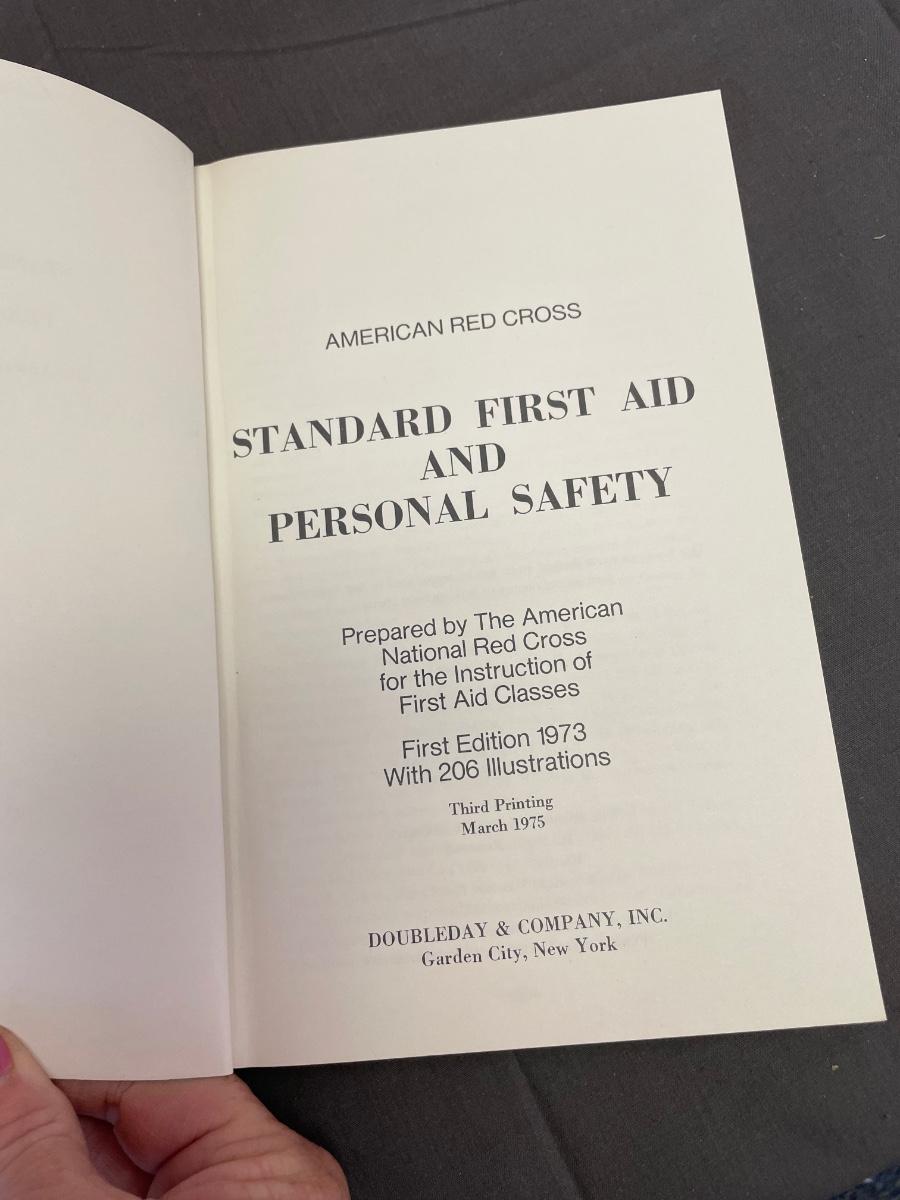 AMERICAN RED CROSS
STANDARD FIRST AID
AND
PERSONAL SAFETY
Prepared by The American
National Red Cross
for the Instruction of
First Aid Classes
First Edition 1973
With 206 Illustrations
Third Printing
March 1975
DOUBLEDAY & COMPANY, INC.
Garden City, New York